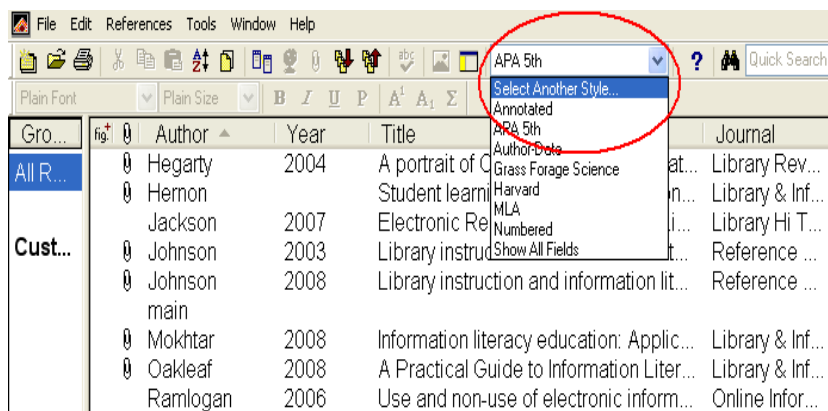 File Edit References Tools Window Help
APA 5th ? Quick Search
Plain Font Plain Size B I U P A¹ A₁ Σ
Select Another Style...
Annotated
APA 5th
Author-Date
Grass Forage Science
Harvard
MLA
Numbered
Show All Fields
Gro... fig. Author Year Title Journal
All R... Hegarty 2004 A portrait of at... Library Rev...
Hernon Student learni n... Library & Inf...
Jackson 2007 Electronic Re i... Library Hi T...
Cust... Johnson 2003 Library instruc t... Reference ...
Johnson 2008 Library instruction and information lit... Reference ...
main
Mokhtar 2008 Information literacy education: Applic... Library & Inf...
Oakleaf 2008 A Practical Guide to Information Liter... Library & Inf...
Ramlogan 2006 Use and non-use of electronic inform... Online Infor...